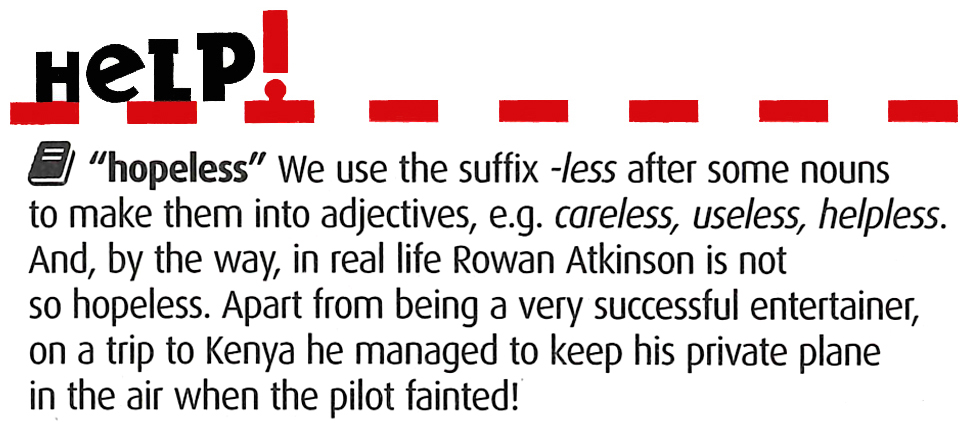 HeLP!
"hopeless" We use the suffix -less after some nouns
to make them into adjectives, e.g. careless, useless, helpless.
And, by the way, in real life Rowan Atkinson is not
so hopeless. Apart from being a very successful entertainer,
on a trip to Kenya he managed to keep his private plane
in the air when the pilot fainted!